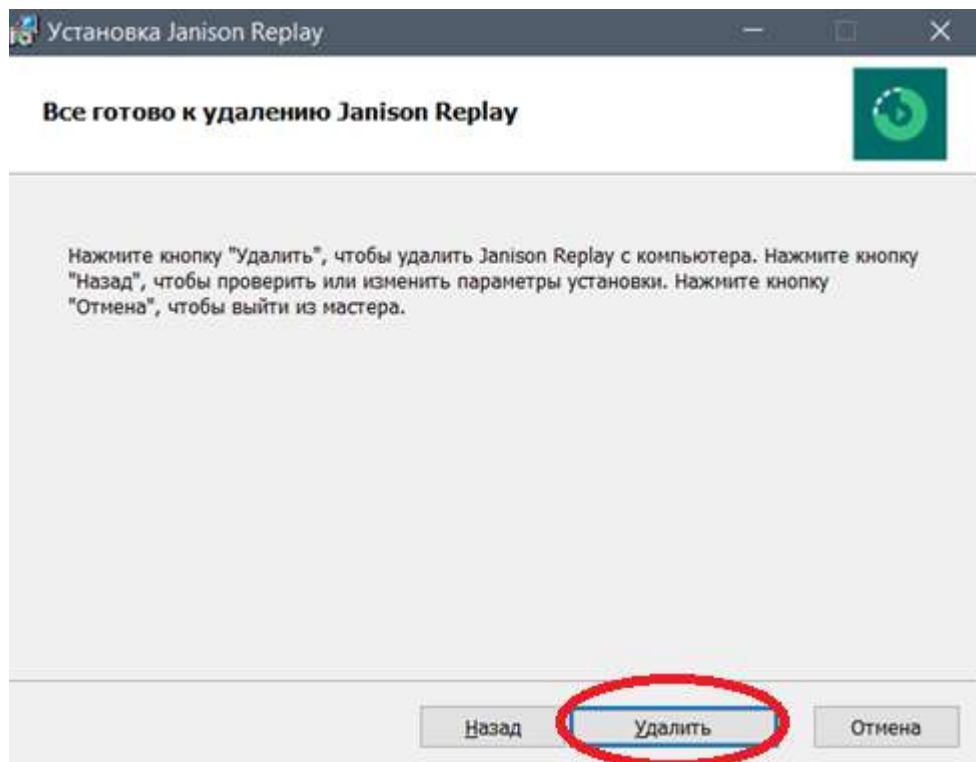 Установка Janison Replay
Все готово к удалению Janison Replay
Нажмите кнопку "Удалить", чтобы удалить Janison Replay с компьютера. Нажмите кнопку
"Назад", чтобы проверить или изменить параметры установки. Нажмите кнопку
"Отмена", чтобы выйти из мастера.
Назад Удалить Отмена